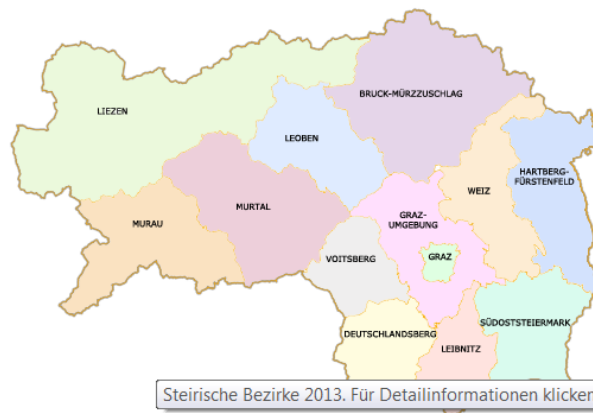 BRUCK-MÜRZZUSCHLAG
LIEZEN
LEOBEN
HARTBERG-
FÜRSTENFELD
WEIZ
MURTAL
GRAZ-
UMGEBUNG
MURAU
VOITSBERG
GRAZ
SÜDOSTSTEIERMARK
DEUTSCHLANDSBERG
LEIBNITZ
Steirische Bezirke 2013. Für Detailinformationen klicken